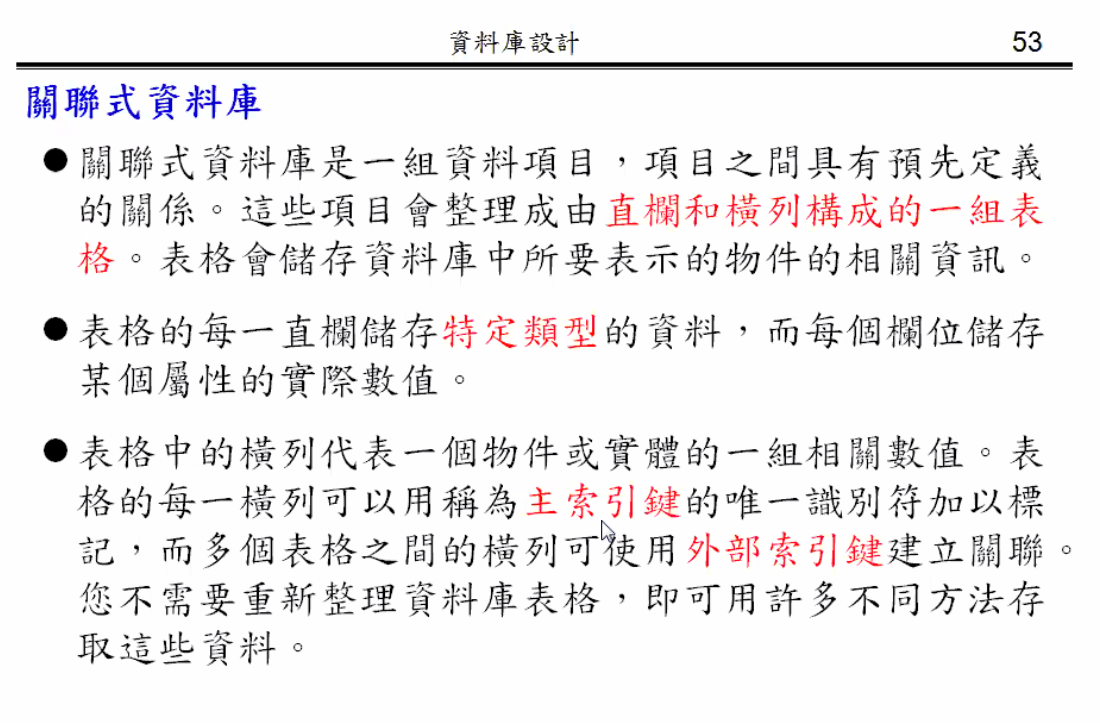 資料庫設計 53
關聯式資料庫
●關聯式資料庫是一組資料項目，項目之間具有預先定義
的關係。這些項目會整理成由直欄和橫列構成的一組表
格。表格會儲存資料庫中所要表示的物件的相關資訊。
●表格的每一直欄儲存特定類型的資料，而每個欄位儲存
某個屬性的實際數值。
●表格中的橫列代表一個物件或實體的一組相關數值。表
格的每一橫列可以用稱為主索引鍵的唯一識別符加以標
記，而多個表格之間的橫列可使用外部索引鍵建立關聯。
您不需要重新整理資料庫表格，即可用許多不同方法存
取這些資料。